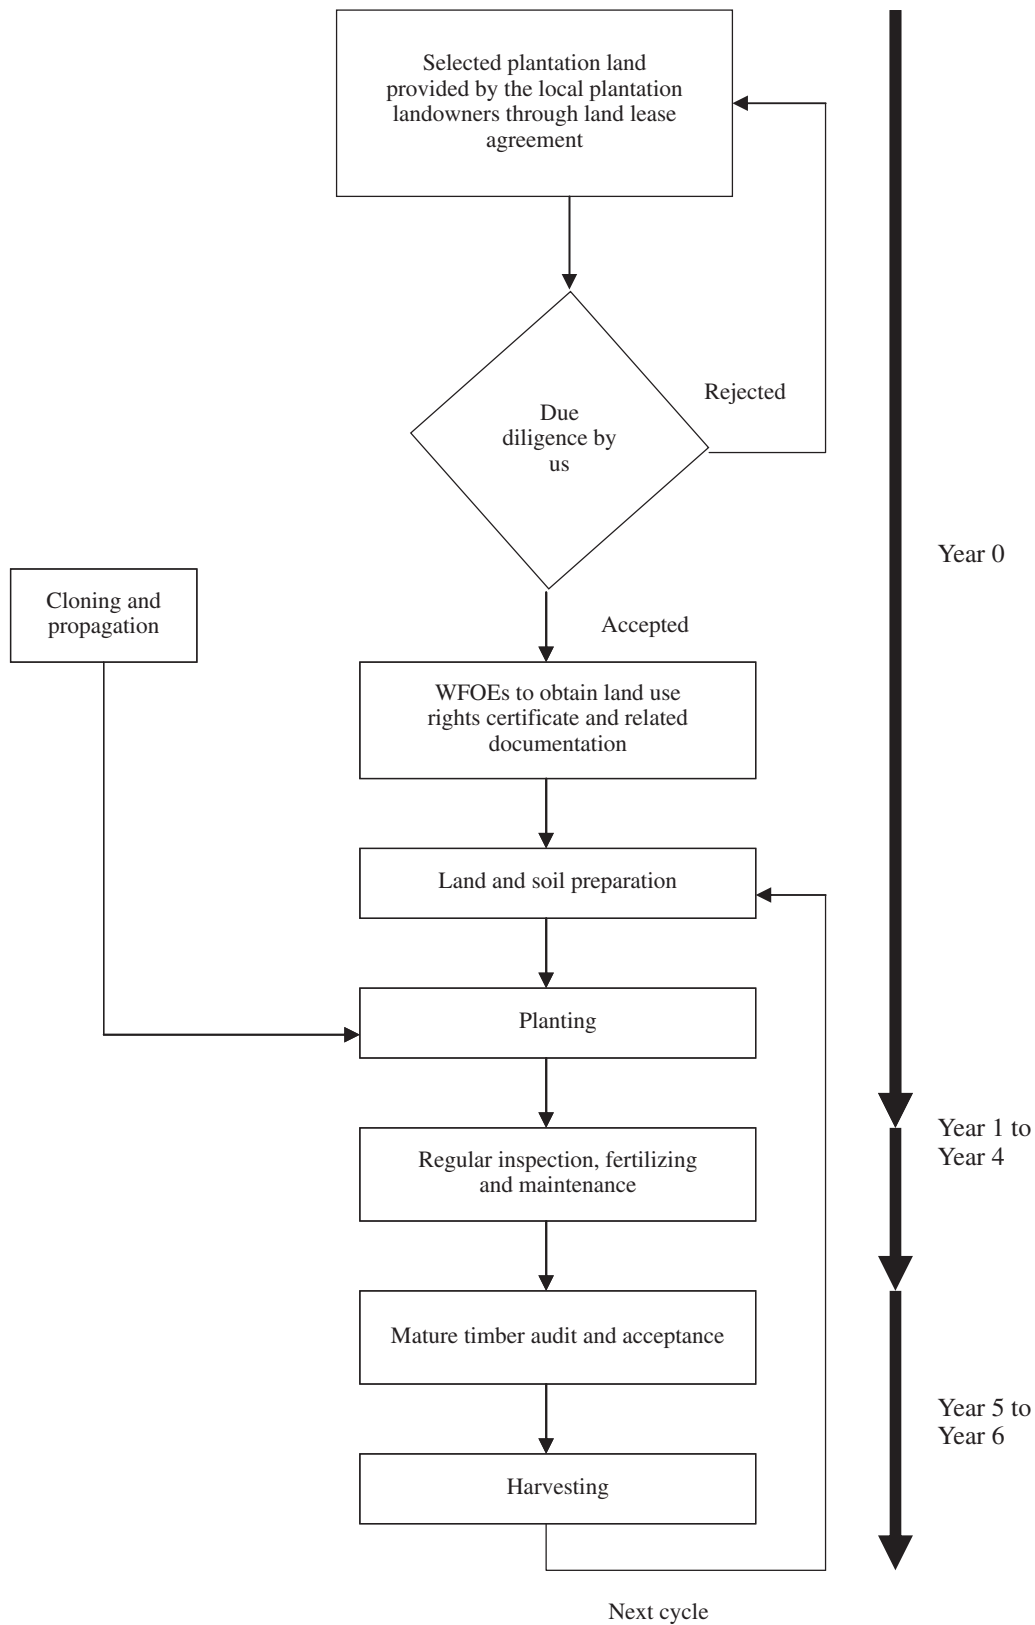 Selected plantation land
provided by the local plantation
landowners through land lease
agreement
Rejected
Due
diligence by
us
Year 0
Cloning and
propagation
Accepted
WFOEs to obtain land use
rights certificate and related
documentation
Land and soil preparation
Planting
Year 1 to
Year 4
Regular inspection, fertilizing
and maintenance
Mature timber audit and acceptance
Year 5 to
Year 6
Harvesting
Next cycle